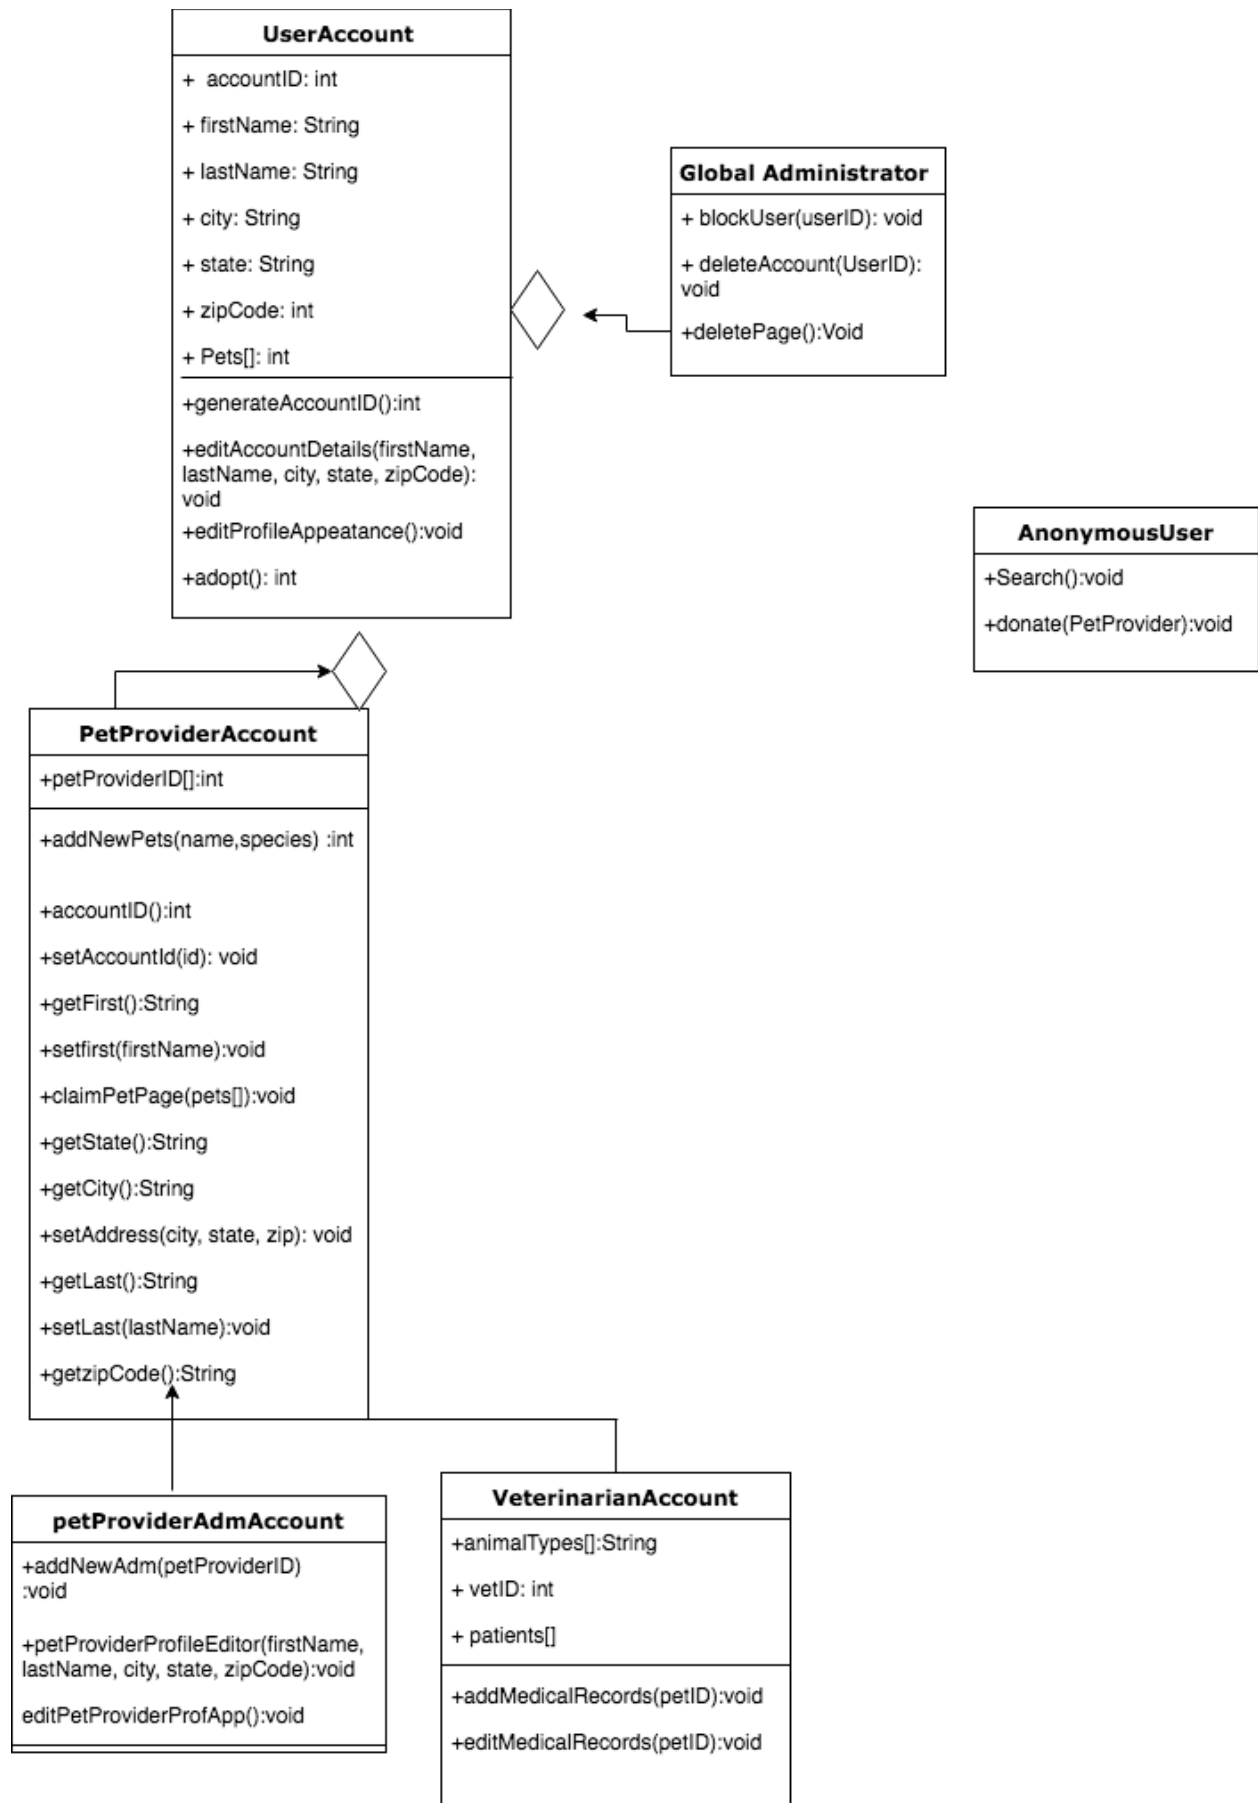 UserAccount
+ accountID: int
+ firstName: String
+ lastName: String
+ city: String
+ state: String
+ zipCode: int
+ Pets[]: int
+generateAccountID():int
+editAccountDetails(firstName,
lastName, city, state, zipCode):
void
+editProfileAppeatance():void
+adopt(): int
Global Administrator
+ blockUser(userID): void
+ deleteAccount(UserID):
void
+deletePage():Void
AnonymousUser
+Search():void
+donate(PetProvider):void
PetProviderAccount
+petProviderID[]:int
+addNewPets(name,species) :int
+accountID():int
+setAccountId(id): void
+getFirst():String
+setfirst(firstName):void
+claimPetPage(pets[]):void
+getState():String
+getCity():String
+setAddress(city, state, zip): void
+getLast():String
+setLast(lastName):void
+getzipCode():String
petProviderAdmAccount
+addNewAdm(petProviderID)
:void
+petProviderProfileEditor(firstName,
lastName, city, state, zipCode):void
editPetProviderProfApp():void
VeterinarianAccount
+animalTypes[]:String
+ vetID: int
+ patients[]
+addMedicalRecords(petID):void
+editMedicalRecords(petID):void